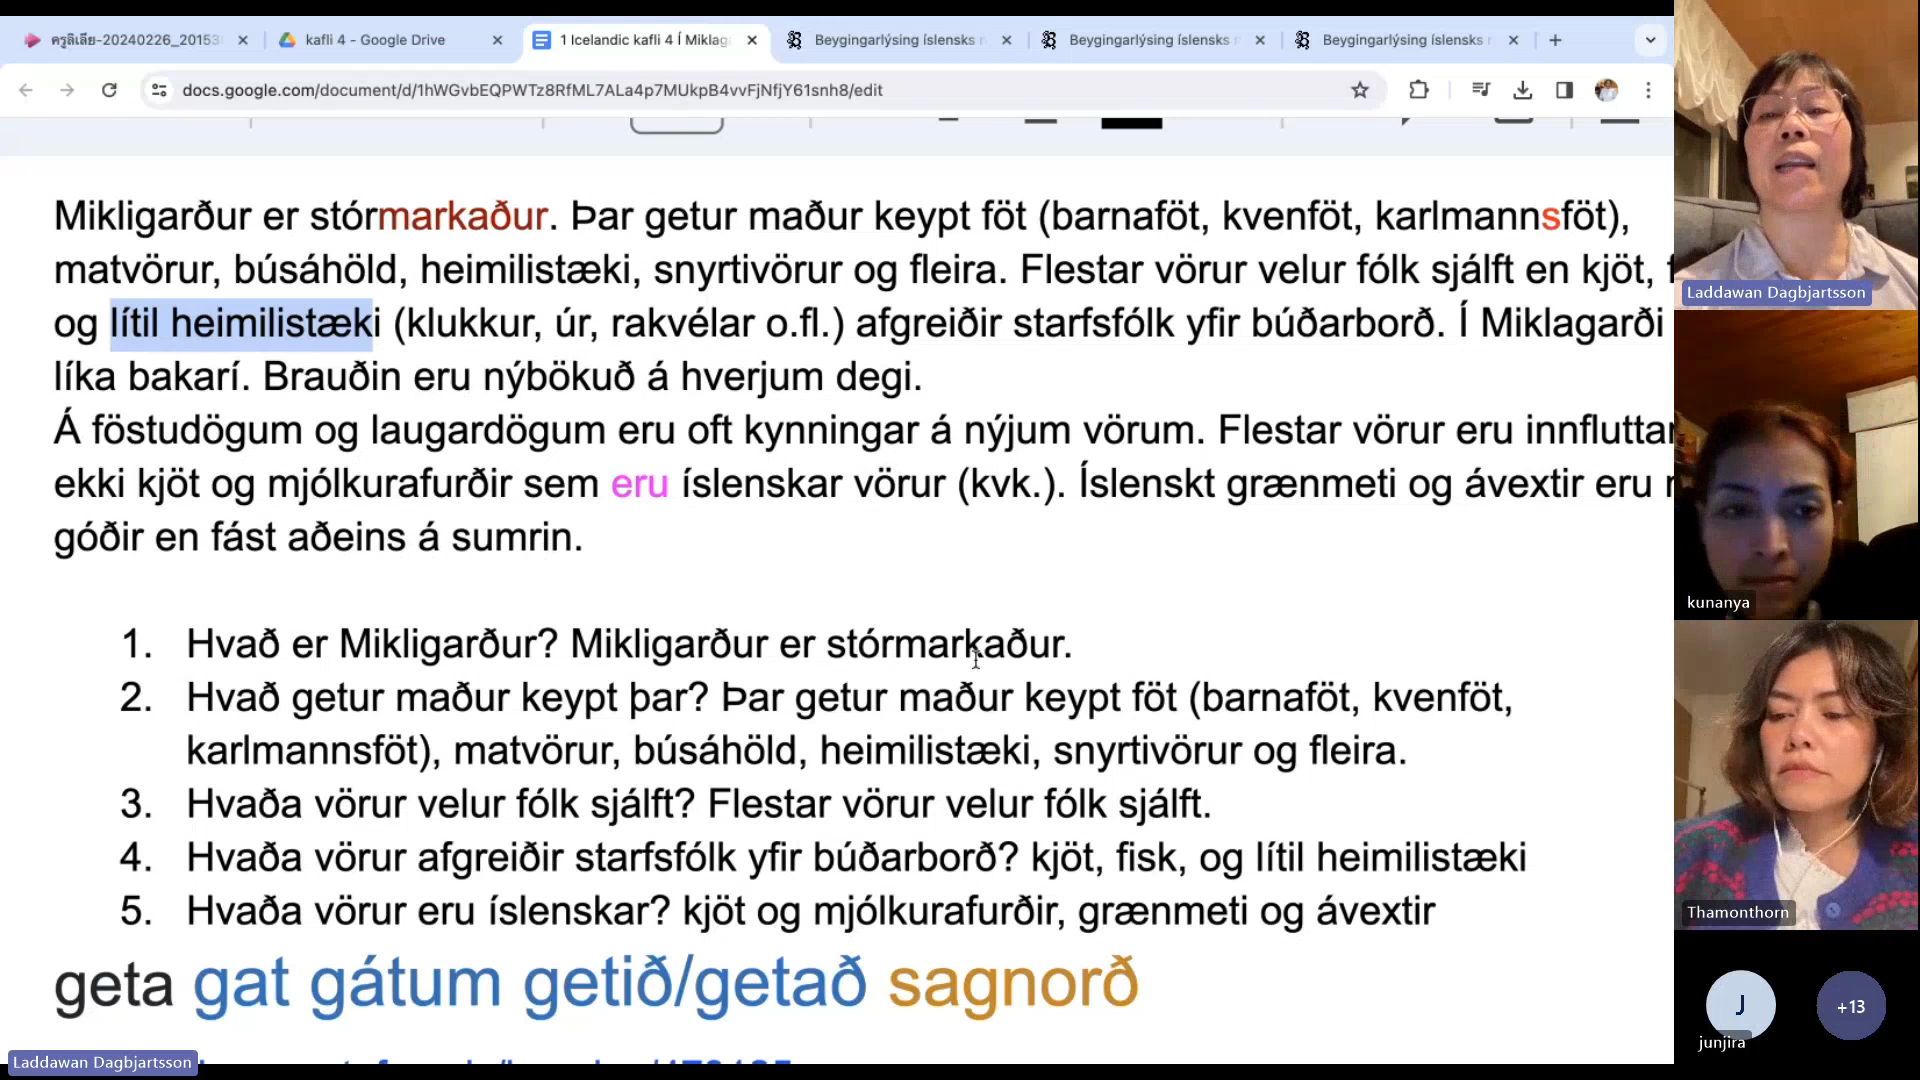 ครูลิเลีย-20240226_20153
kafli 4 - Google Drive
1 Icelandic kafli 4 Í Miklag
Beygingarlýsing íslensks n
Beygingarlýsing íslensks n
Beygingarlýsing íslensks
docs.google.com/document/d/1hWGvbEQPWTz8RfML7ALa4p7MUkpB4vvFjNfjY61snh8/edit
Mikligarður er stórmarkaður. Þar getur maður keypt föt (barnaföt, kvenföt, karlmannsföt),
matvörur, búsáhöld, heimilistæki, snyrtivörur og fleira. Flestar vörur velur fólk sjálft en kjöt,
og lítil heimilistæki (klukkur, úr, rakvélar o.fl.) afgreiðir starfsfólk yfir búðarborð. Í Miklagarði
líka bakarí. Brauðin eru nýbökuð á hverjum degi.
Á föstudögum og laugardögum eru oft kynningar á nýjum vörum. Flestar vörur eru innfluttar
ekki kjöt og mjólkurafurðir sem eru íslenskar vörur (kvk.). Íslenskt grænmeti og ávextir eru
góðir en fást aðeins á sumrin.
1. Hvað er Mikligarður? Mikligarður er stórmarkaður.
2. Hvað getur maður keypt þar? Þar getur maður keypt föt (barnaföt, kvenföt,
karlmannsföt), matvörur, búsáhöld, heimilistæki, snyrtivörur og fleira.
3. Hvaða vörur velur fólk sjálft? Flestar vörur velur fólk sjálft.
4. Hvaða vörur afgreiðir starfsfólk yfir búðarborð? kjöt, fisk, og lítil heimilistæki
5. Hvaða vörur eru íslenskar? kjöt og mjólkurafurðir, grænmeti og ávextir
geta gat gátum getið/getað sagnorð
Laddawan Dagbjartsson
Laddawan Dagbjartsson
kunanya
Thamonthorn
J
junjira
+13